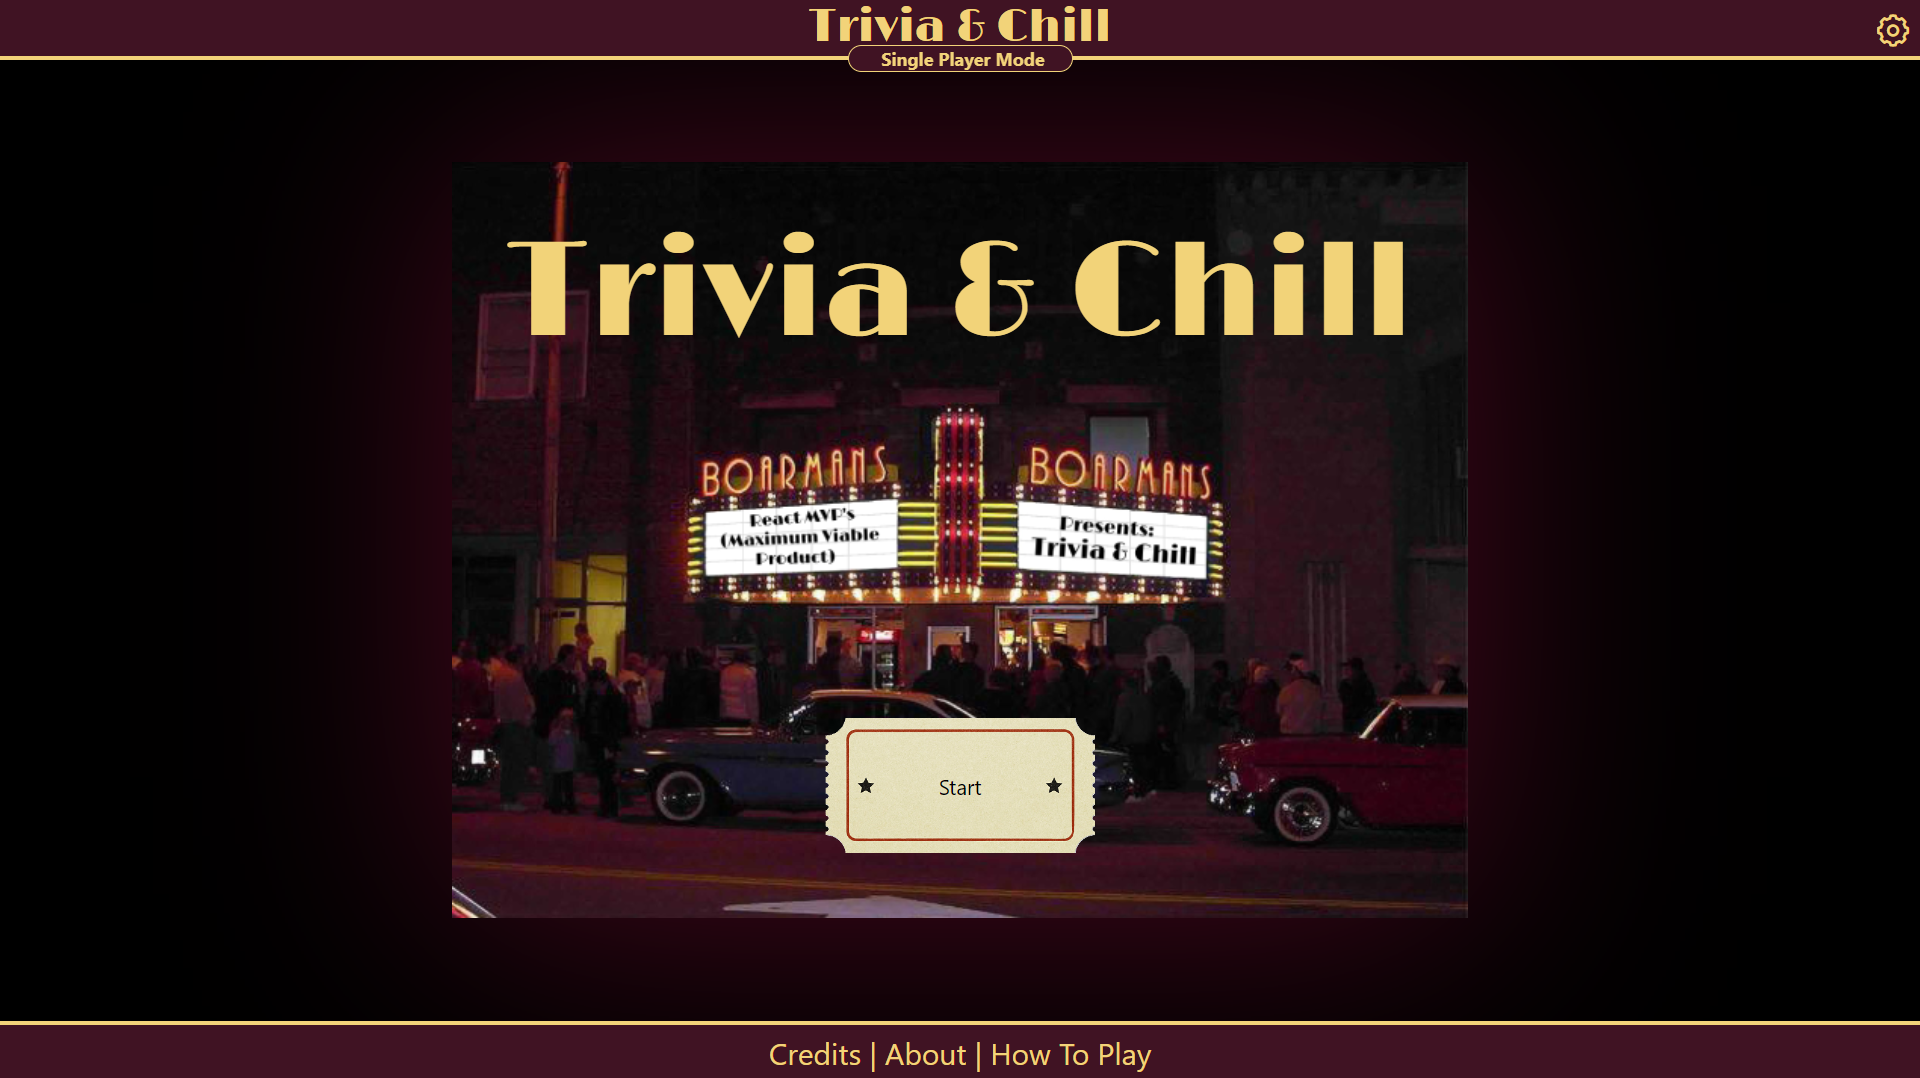 Trivia & Chill
Single Player Mode
Trivia & Chill
BOARMANS
BOARMANS
React MVP's
(Maximum Viable
Product)
Presents:
Trivia & Chill
Start
Credits | About | How To Play